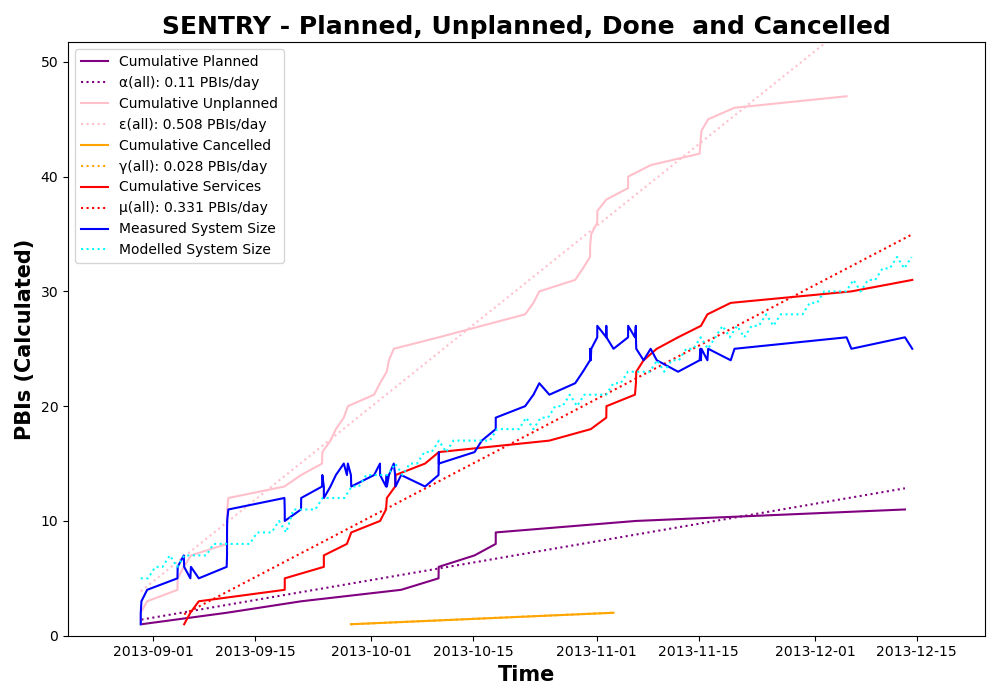 SENTRY - Planned, Unplanned, Done  and Cancelled
Cumulative Planned
α(all): 0.11 PBIs/day
Cumulative Unplanned
ε(all): 0.508 PBIs/day
Cumulative Cancelled
γ(all): 0.028 PBIs/day
Cumulative Services
μ(all): 0.331 PBIs/day
Measured System Size
Modelled System Size
PBIs (Calculated)
50
40
30
20
10
0
2013-09-01 2013-09-15 2013-10-01 2013-10-15 2013-11-01 2013-11-15 2013-12-01 2013-12-15
Time